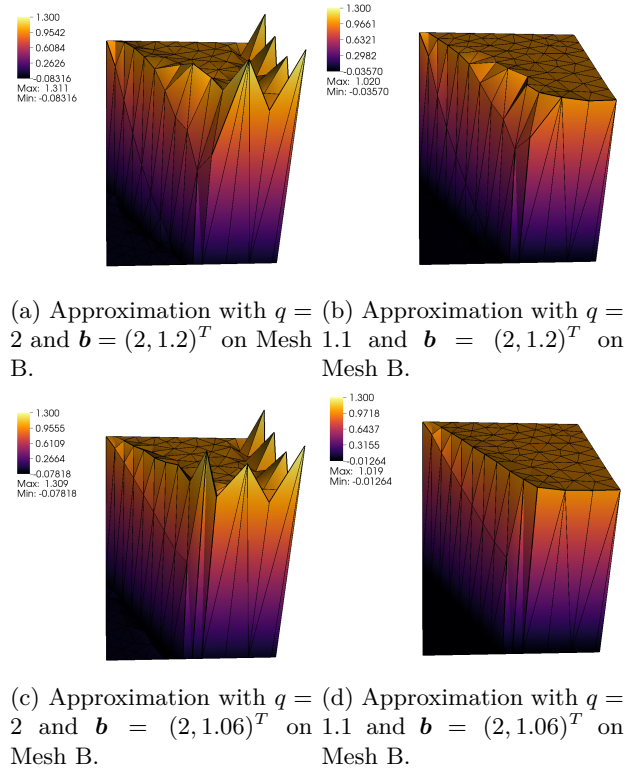 1.300
0.9542
0.6084
0.2626
-0.08316
Max: 1.311
Min: -0.08316
1.300
0.9661
0.6321
0.2982
-0.03570
Max: 1.020
Min: -0.03570
(a) Approximation with q =
2 and b = (2, 1.2)^T on Mesh
B.
(b) Approximation with q =
1.1 and b = (2, 1.2)^T on
Mesh B.
1.300
0.9555
0.6109
0.2664
-0.07818
Max: 1.309
Min: -0.07818
1.300
0.9718
0.6437
0.3155
-0.01264
Max: 1.019
Min: -0.01264
(c) Approximation with q =
2 and b = (2, 1.06)^T on
Mesh B.
(d) Approximation with q =
1.1 and b = (2, 1.06)^T on
Mesh B.